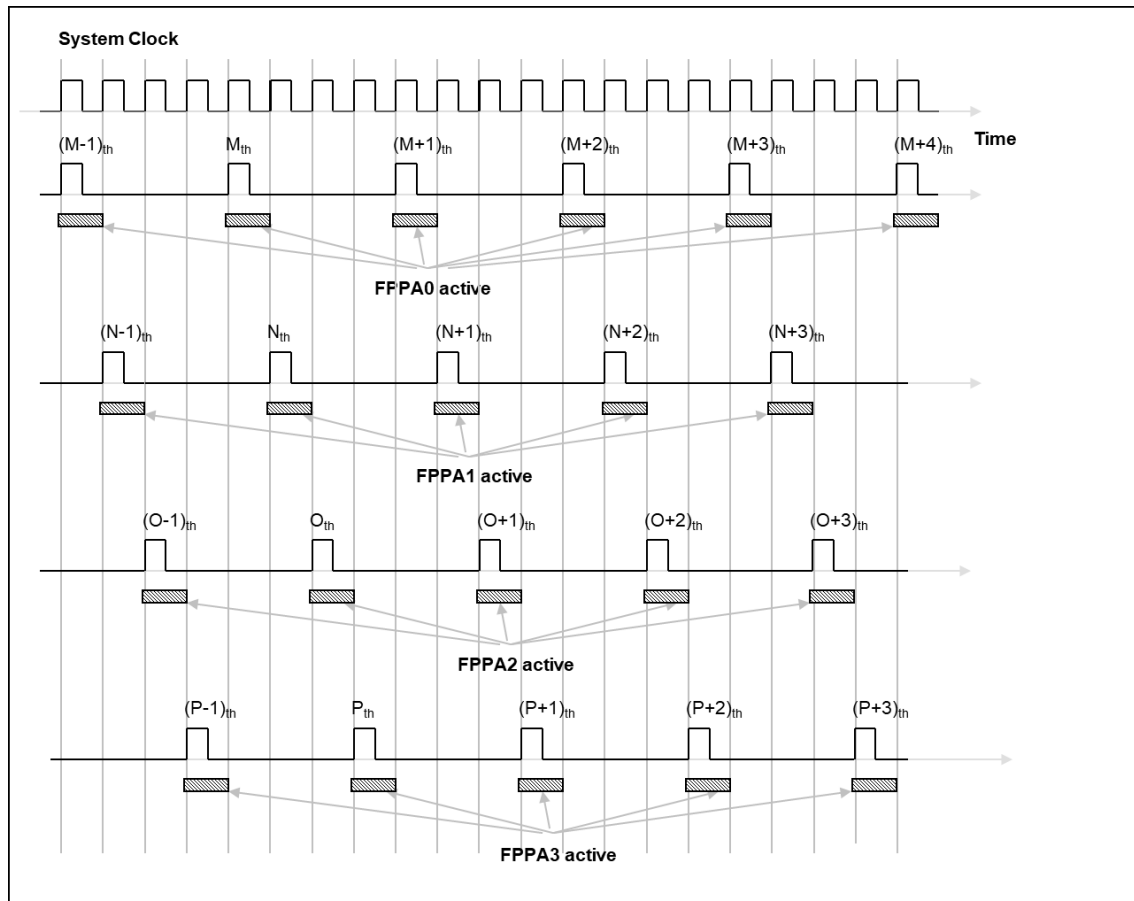 System Clock
Time
(M-1)th Mth (M+1)th (M+2)th (M+3)th (M+4)th
FPPA0 active
(N-1)th Nth (N+1)th (N+2)th (N+3)th
FPPA1 active
(O-1)th Oth (O+1)th (O+2)th (O+3)th
FPPA2 active
(P-1)th Pth (P+1)th (P+2)th (P+3)th
FPPA3 active